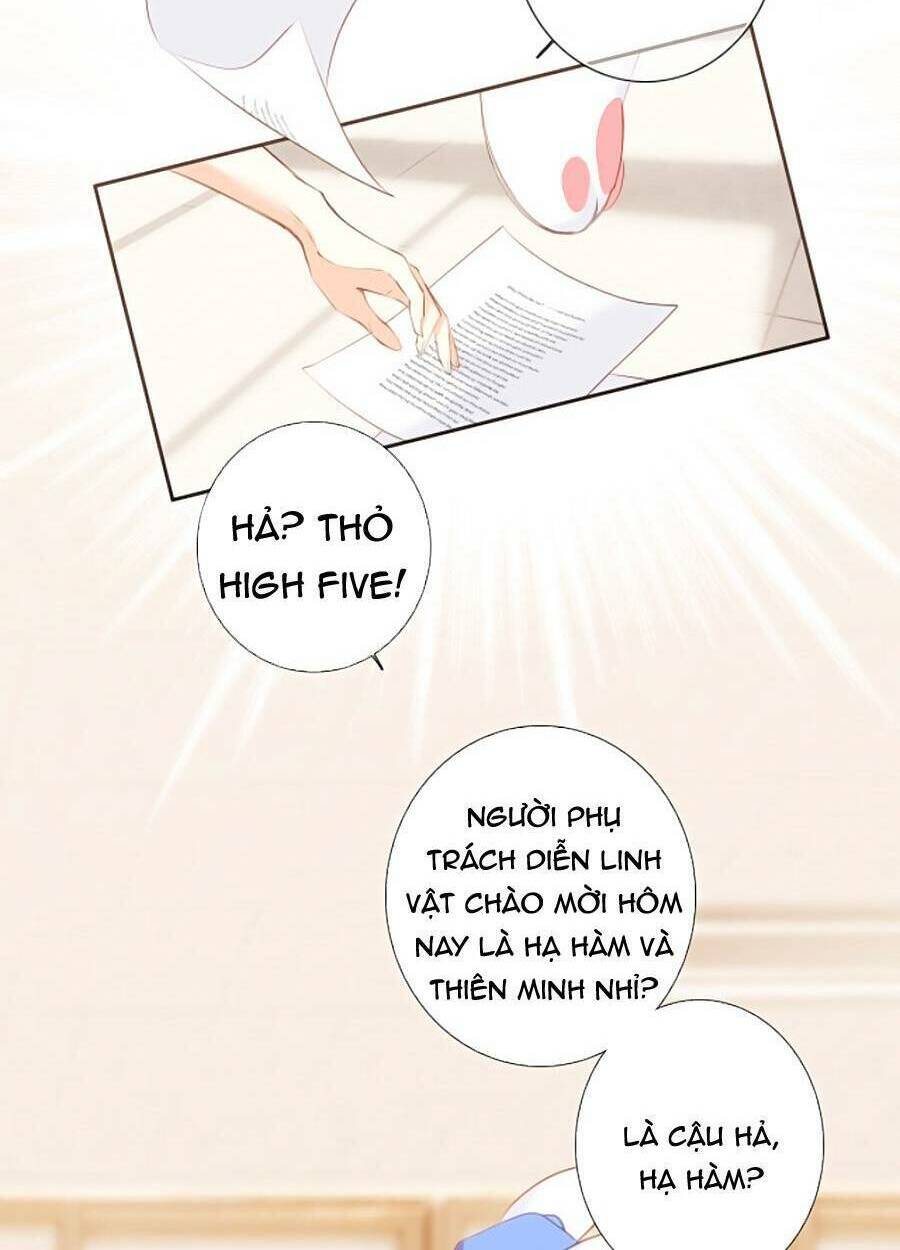 HẢ? THỎ
HIGH FIVE!
NGƯỜI PHỤ
TRÁCH DIỄN LINH
VẬT CHÀO MỜI HÔM
NAY LÀ HẠ HÀM VÀ
THIÊN MINH NHỈ?
LÀ CẬU HẢ,
HẠ HÀM?